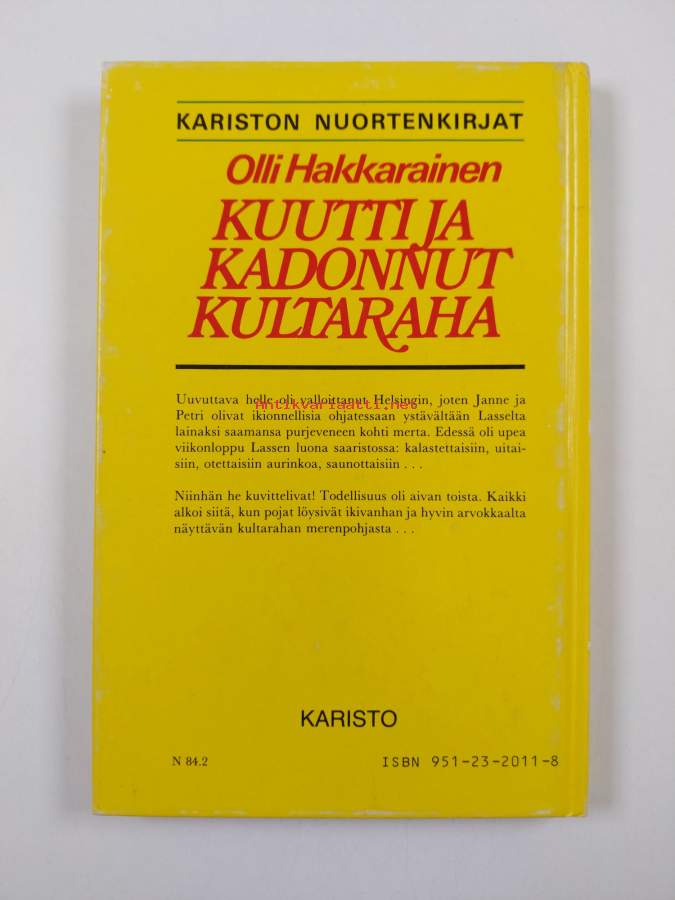 KARISTON NUORTENKIRJAT
Olli Hakkarainen
KUUTTI JA
KADONNUT
KULTARAHA
Uuvuttava helle oli valloittanut Helsingin, joten Janne ja
Antikvariaatti.net
Petri olivat ikionnellisia ohjatessaan ystävältään Lasselta
lainaksi saamansa purjeveneen kohti merta. Edessä oli upea
viikonloppu Lassen luona saaristossa: kalastettaisiin, uitai-
siin, otettaisiin aurinkoa, saunottaisiin . . .
Niinhän he kuvittelivat! Todellisuus oli aivan toista. Kaikki
alkoi siitä, kun pojat löysivät ikivanhan ja hyvin arvokkaalta
näyttävän kultarahan merenpohjasta . . .
KARISTO
N 84.2
ISBN 951-23-2011-8